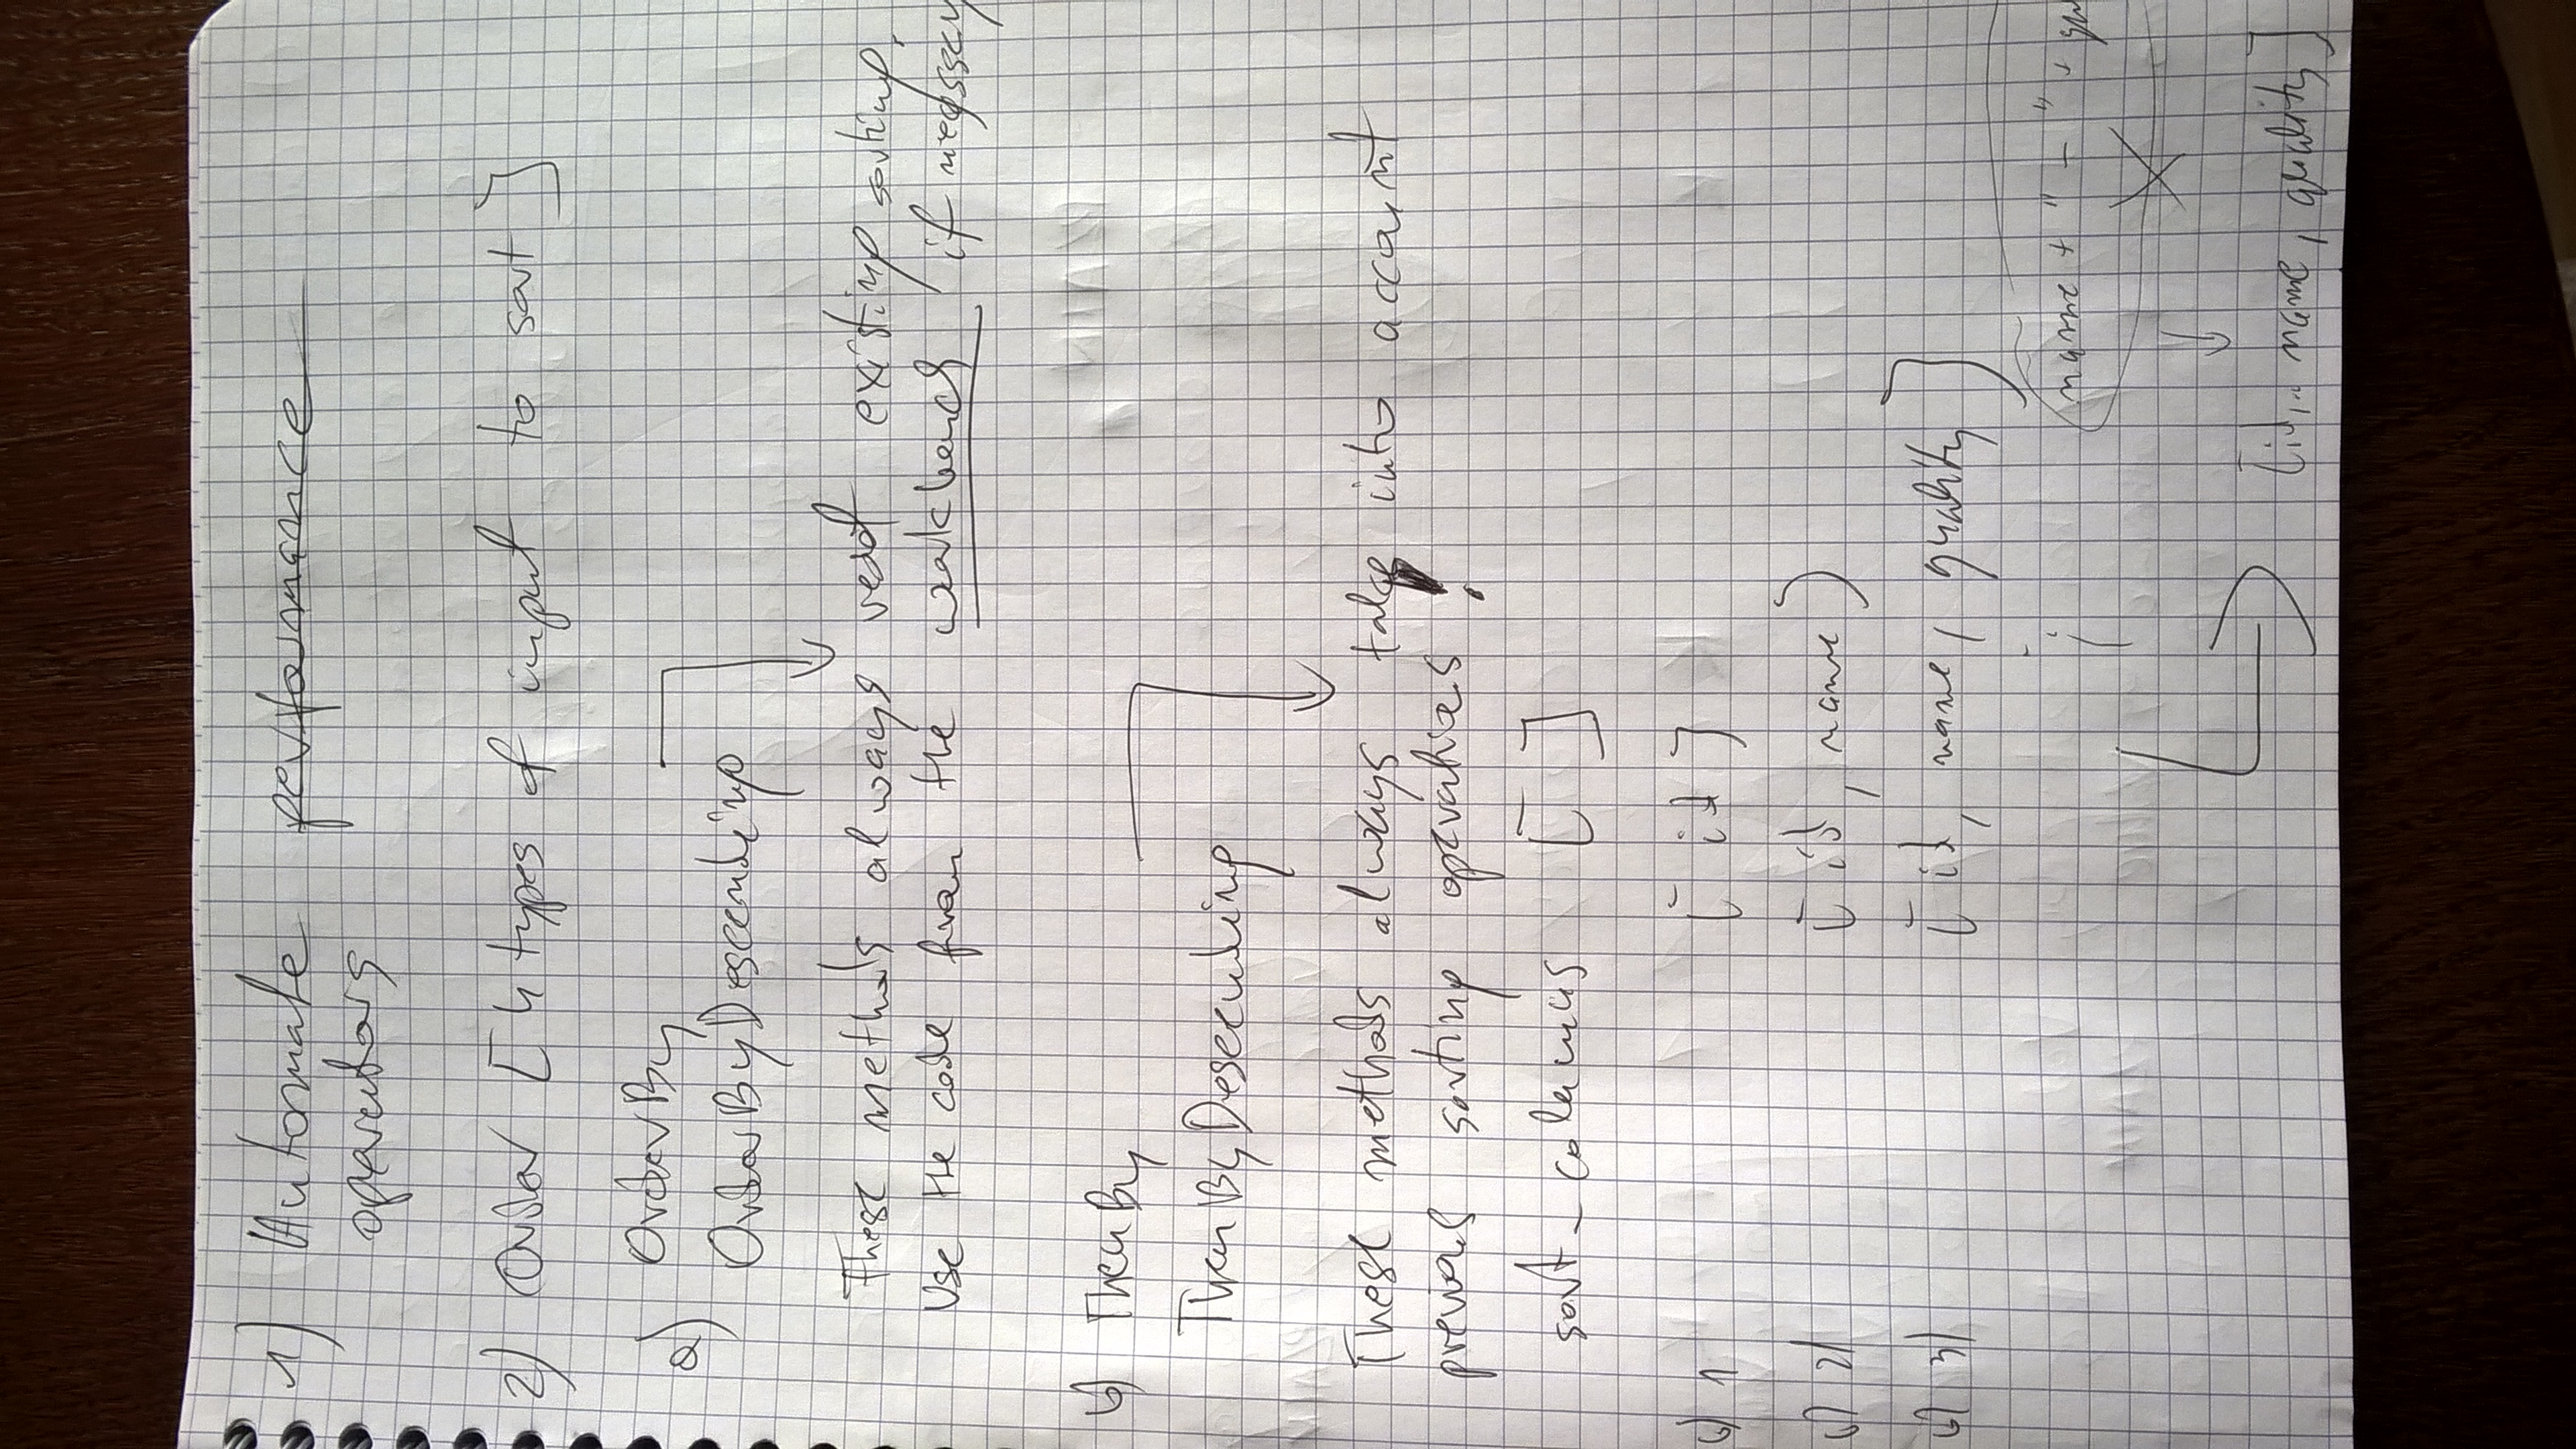 1) Automate performance
operators
2) Order [4 types of input to sort]
a) OrderBy
OrderByDescending
These methods always reset existing sorting.
Use the code from the workbench if necessary
b) ThenBy
ThenByDescending
These methods always take into account
previous sorting operations !
sort_columns [ ]
b) 1 [ id ]
b) 2) [ id, name )
b) 3) [ id, name, quality ]
name + " - " +
[id,.. name, quality]